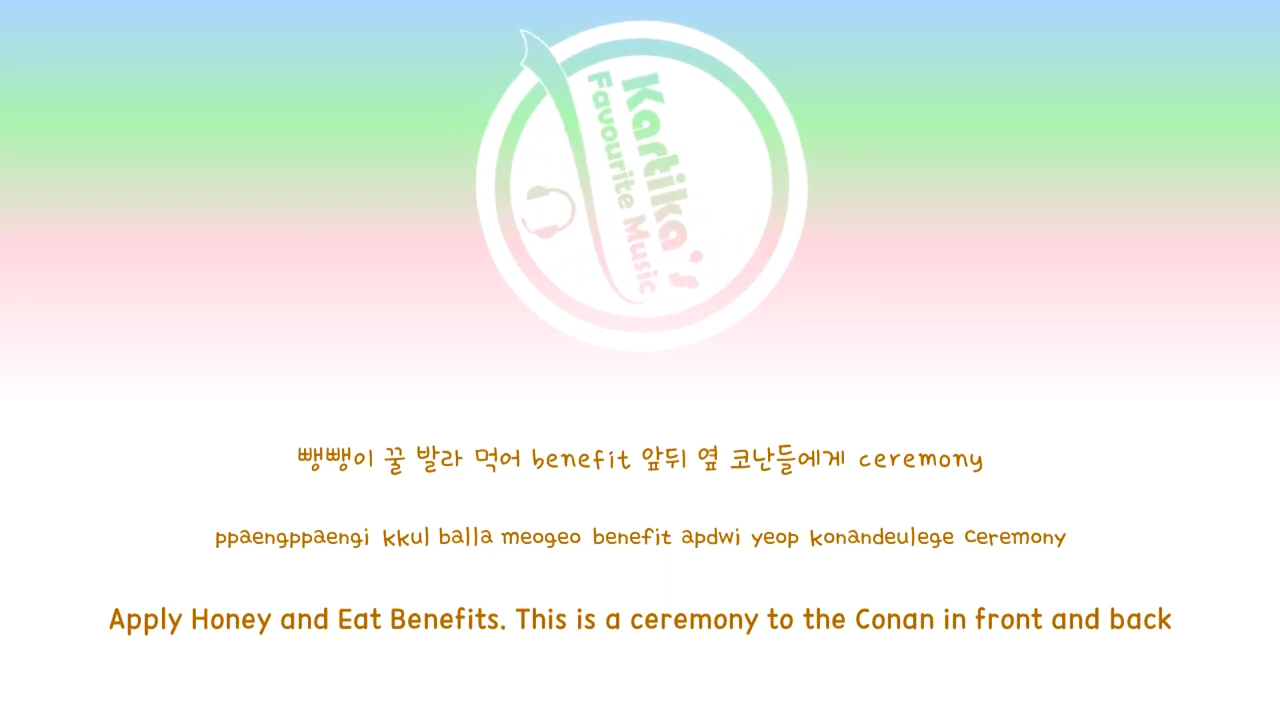 Kartika's
Favourite Music
뺑뺑이 꿀 발라 먹어 benefit 앞뒤 옆 코난들에게 ceremony
ppaengppaengi kkul balla meogeo benefit apdwi yeop konandeulege ceremony
Apply Honey and Eat Benefits. This is a ceremony to the Conan in front and back